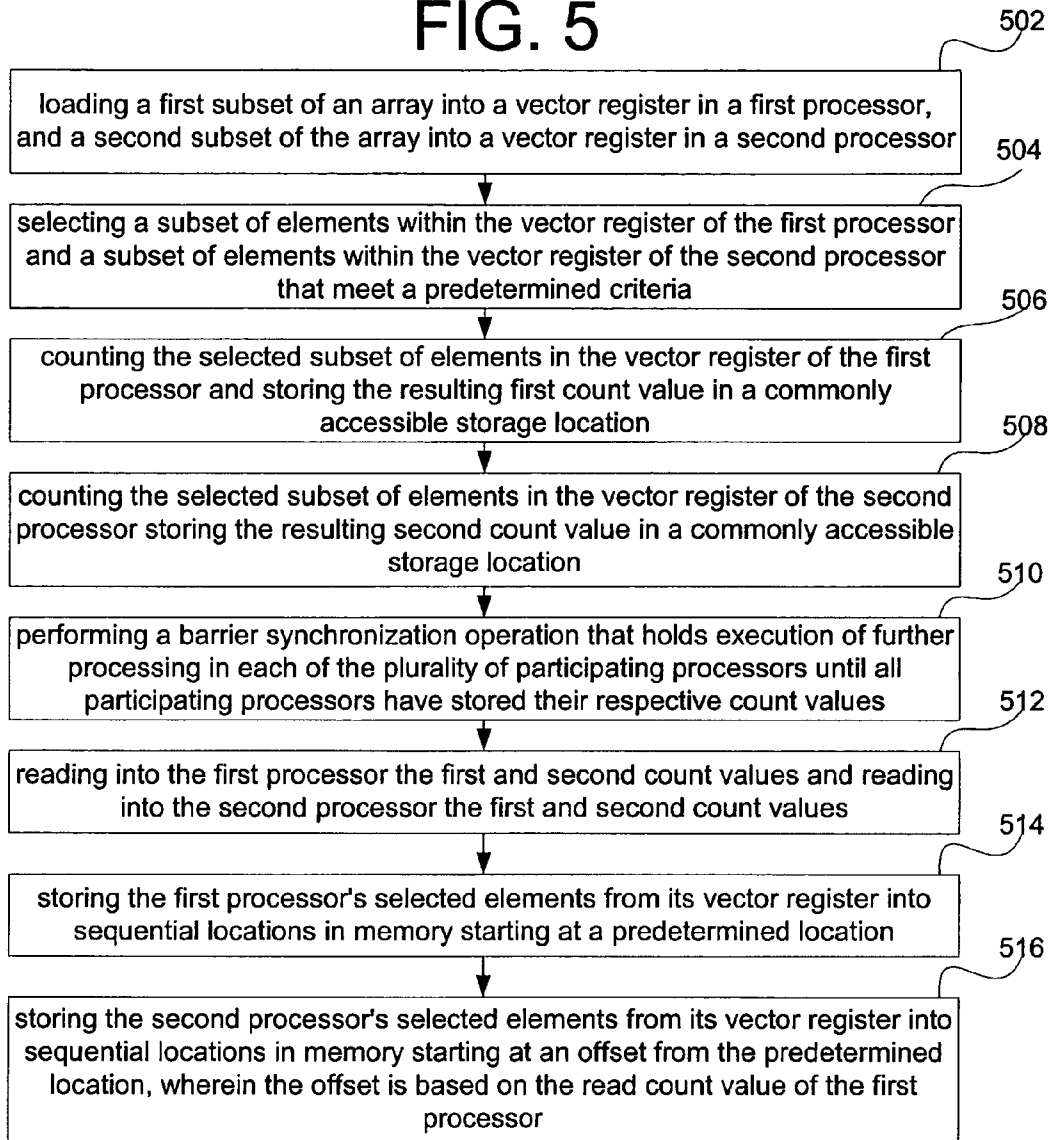 FIG. 5
502
loading a first subset of an array into a vector register in a first processor,
and a second subset of the array into a vector register in a second processor
504
selecting a subset of elements within the vector register of the first processor
and a subset of elements within the vector register of the second processor
that meet a predetermined criteria
506
counting the selected subset of elements in the vector register of the first
processor and storing the resulting first count value in a commonly
accessible storage location
508
counting the selected subset of elements in the vector register of the second
processor storing the resulting second count value in a commonly accessible
storage location
510
performing a barrier synchronization operation that holds execution of further
processing in each of the plurality of participating processors until all
participating processors have stored their respective count values
512
reading into the first processor the first and second count values and reading
into the second processor the first and second count values
514
storing the first processor's selected elements from its vector register into
sequential locations in memory starting at a predetermined location
516
storing the second processor's selected elements from its vector register into
sequential locations in memory starting at an offset from the predetermined
location, wherein the offset is based on the read count value of the first
processor